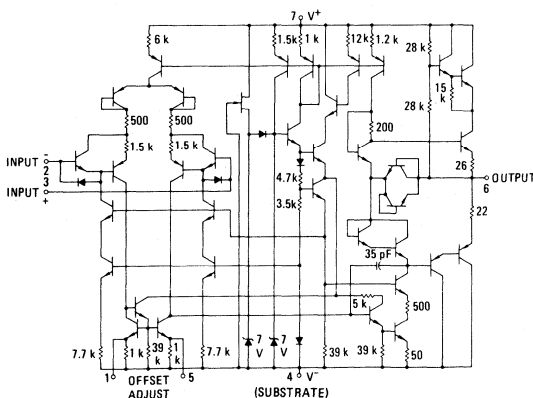 7 V+
6 k
1.5k
1 k
12k
1.2 k
28 k
15
k
500
500
200
28 k
1.5 k
1.5 k
INPUT -
2
3
INPUT
+
26
OUTPUT
6
4.7k
3.5k
22
35 pF
5 k
500
7.7 k
1 k
39
k
1
k
7.7 k
7
V
7
V
39 k
39 k
50
1
OFFSET
ADJUST
5
4 V-
(SUBSTRATE)